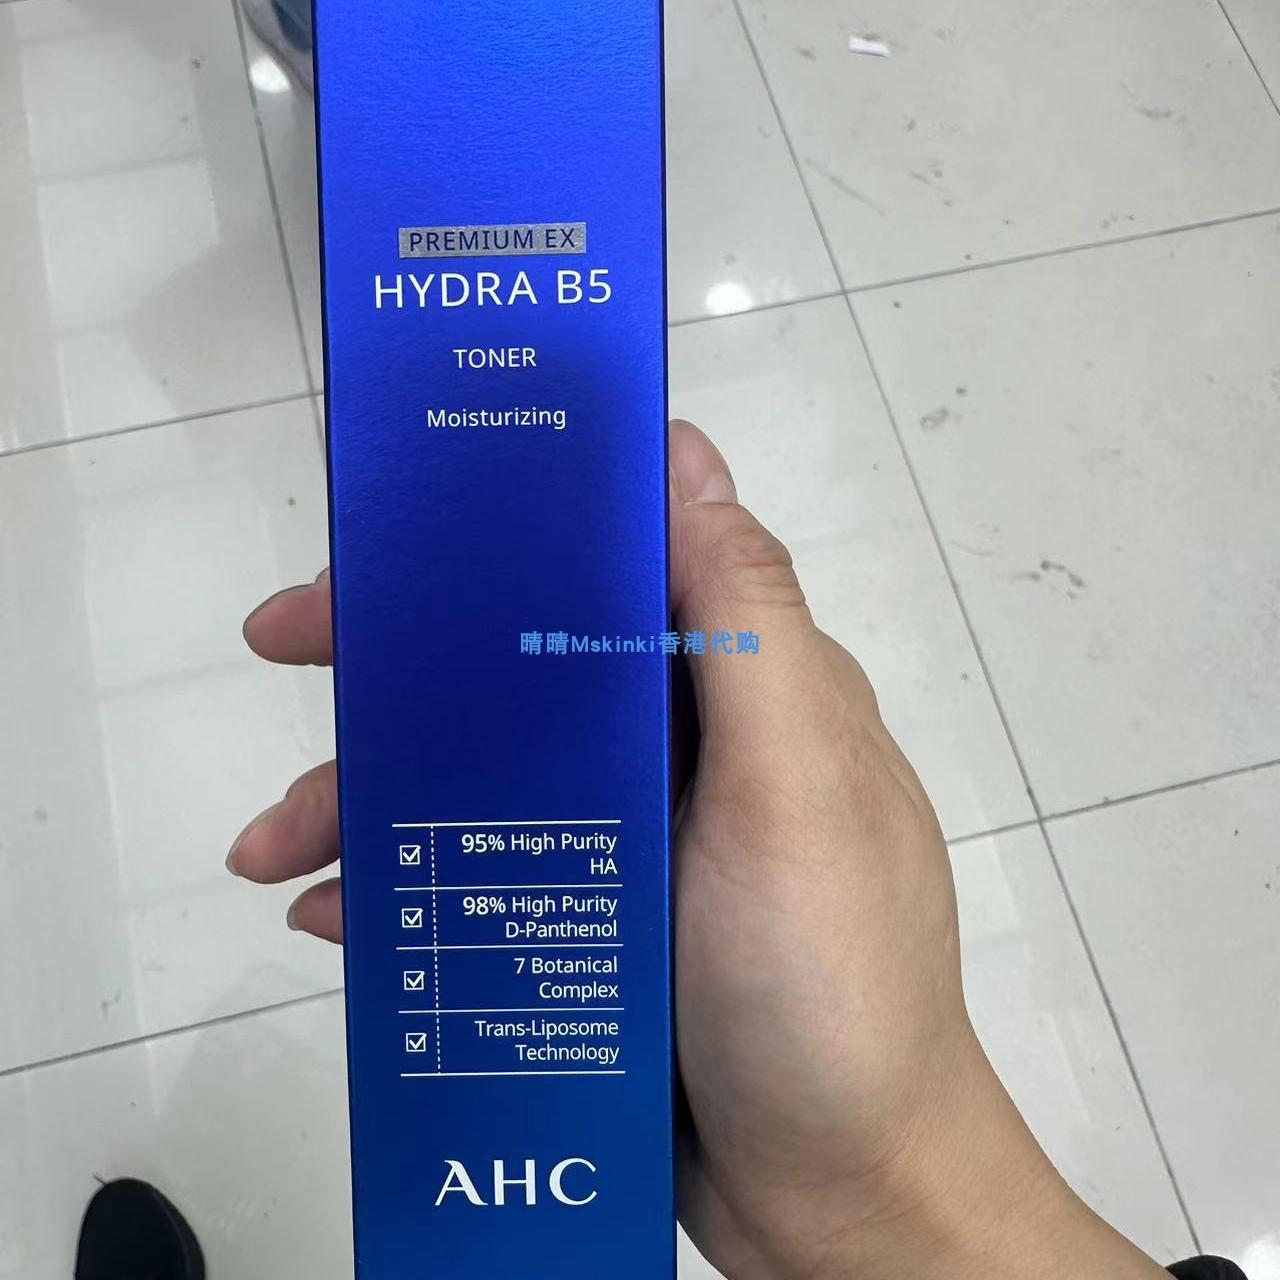 PREMIUM EX
HYDRA B5
TONER
Moisturizing
晴晴Mskinki香港代购
95% High Purity
HA
98% High Purity
D-Panthenol
7 Botanical
Complex
Trans-Liposome
Technology
AHC